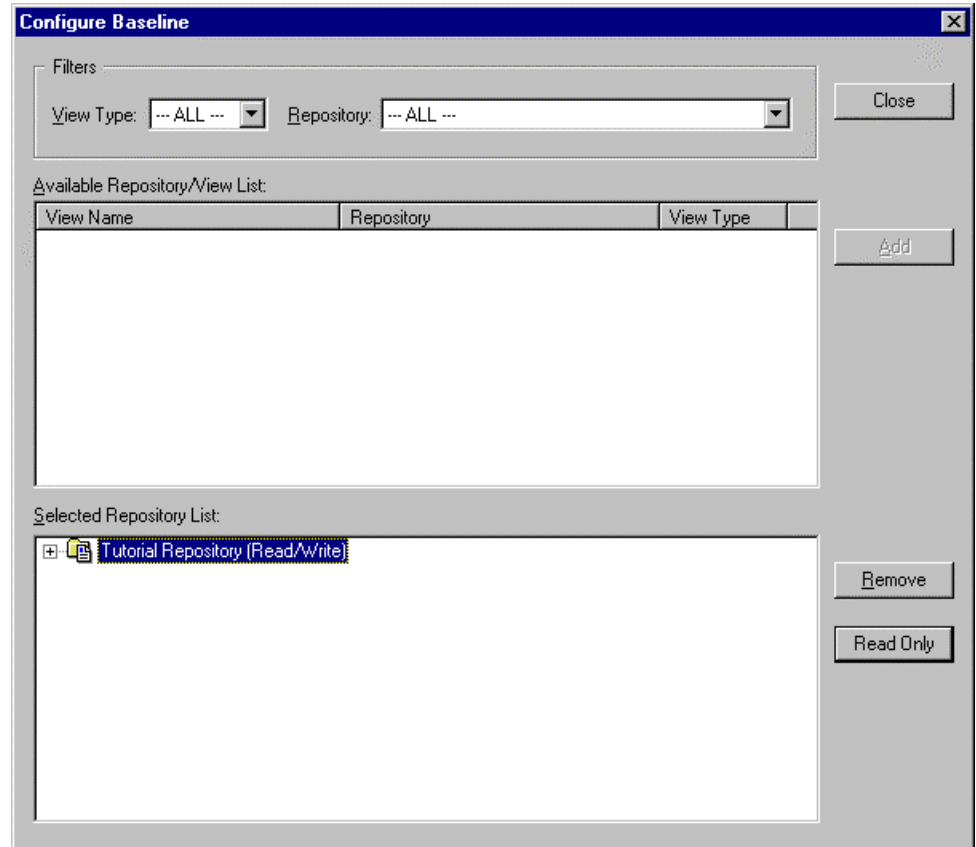 Configure Baseline
Filters
View Type: --- ALL --- Repository: --- ALL ---
Close
Available Repository/View List:
View Name Repository View Type
Add
Selected Repository List:
Tutorial Repository (Read/Write)
Remove
Read Only